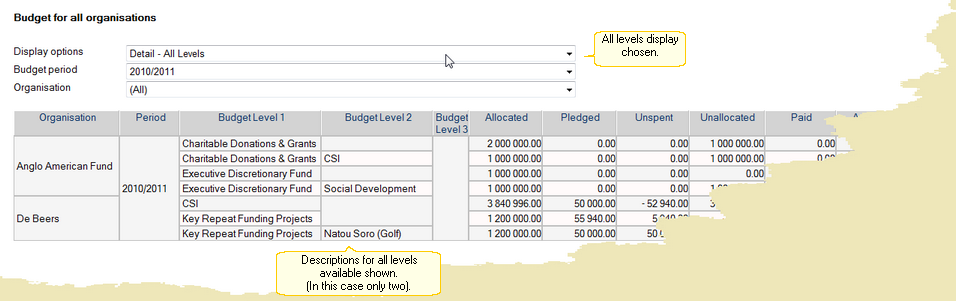 Budget for all organisations
Display options Detail - All Levels
All levels display
chosen.
Budget period 2010/2011
Organisation (All)
Organisation Period Budget Level 1 Budget Level 2 Budget Level 3 Allocated Pledged Unspent Unallocated Paid
Charitable Donations & Grants 2 000 000.00 0.00 0.00 1 000 000.00 0.00
Anglo American Fund Charitable Donations & Grants CSI 1 000 000.00 0.00 0.00 1 000 000.00 0.00
Executive Discretionary Fund 1 000 000.00 0.00 0.00 0.00
2010/2011 Executive Discretionary Fund Social Development 1 000 000.00 0.00 0.00
De Beers CSI 3 840 996.00 50 000.00 - 52 940.00
Key Repeat Funding Projects 1 200 000.00 55 940.00
Key Repeat Funding Projects Natou Soro (Golf) 1 200 000.00 50 000.00
Descriptions for all levels
available shown.
(In this case only two).